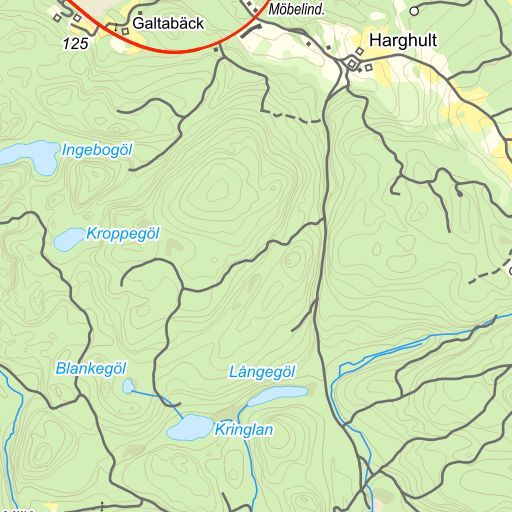 Möbelind.
Galtabäck
125
Harghult
Ingebogöl
Kroppegöl
Blankegöl
Långegöl
Kringlan